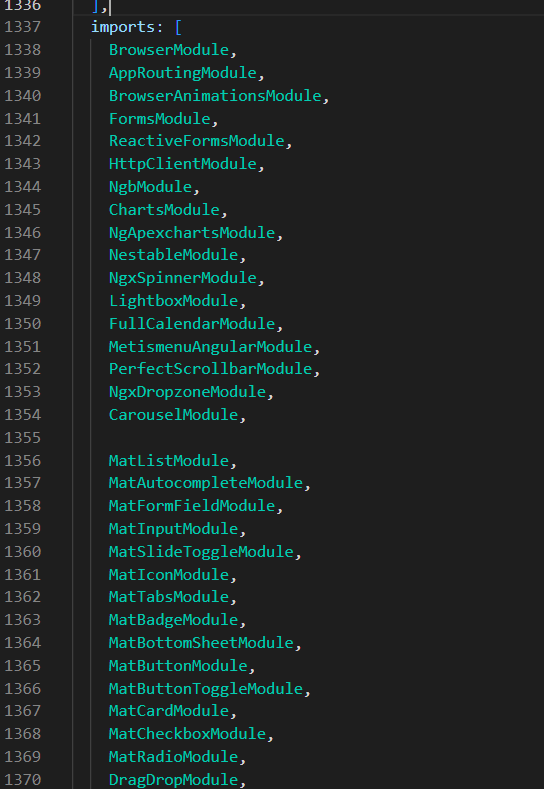 1336 ],
1337 imports: [
1338 BrowserModule,
1339 AppRoutingModule,
1340 BrowserAnimationsModule,
1341 FormsModule,
1342 ReactiveFormsModule,
1343 HttpClientModule,
1344 NgbModule,
1345 ChartsModule,
1346 NgApexchartsModule,
1347 NestableModule,
1348 NgxSpinnerModule,
1349 LightboxModule,
1350 FullCalendarModule,
1351 MetismenuAngularModule,
1352 PerfectScrollbarModule,
1353 NgxDropzoneModule,
1354 CarouselModule,
1355
1356 MatListModule,
1357 MatAutocompleteModule,
1358 MatFormFieldModule,
1359 MatInputModule,
1360 MatSlideToggleModule,
1361 MatIconModule,
1362 MatTabsModule,
1363 MatBadgeModule,
1364 MatBottomSheetModule,
1365 MatButtonModule,
1366 MatButtonToggleModule,
1367 MatCardModule,
1368 MatCheckboxModule,
1369 MatRadioModule,
1370 DragDropModule,